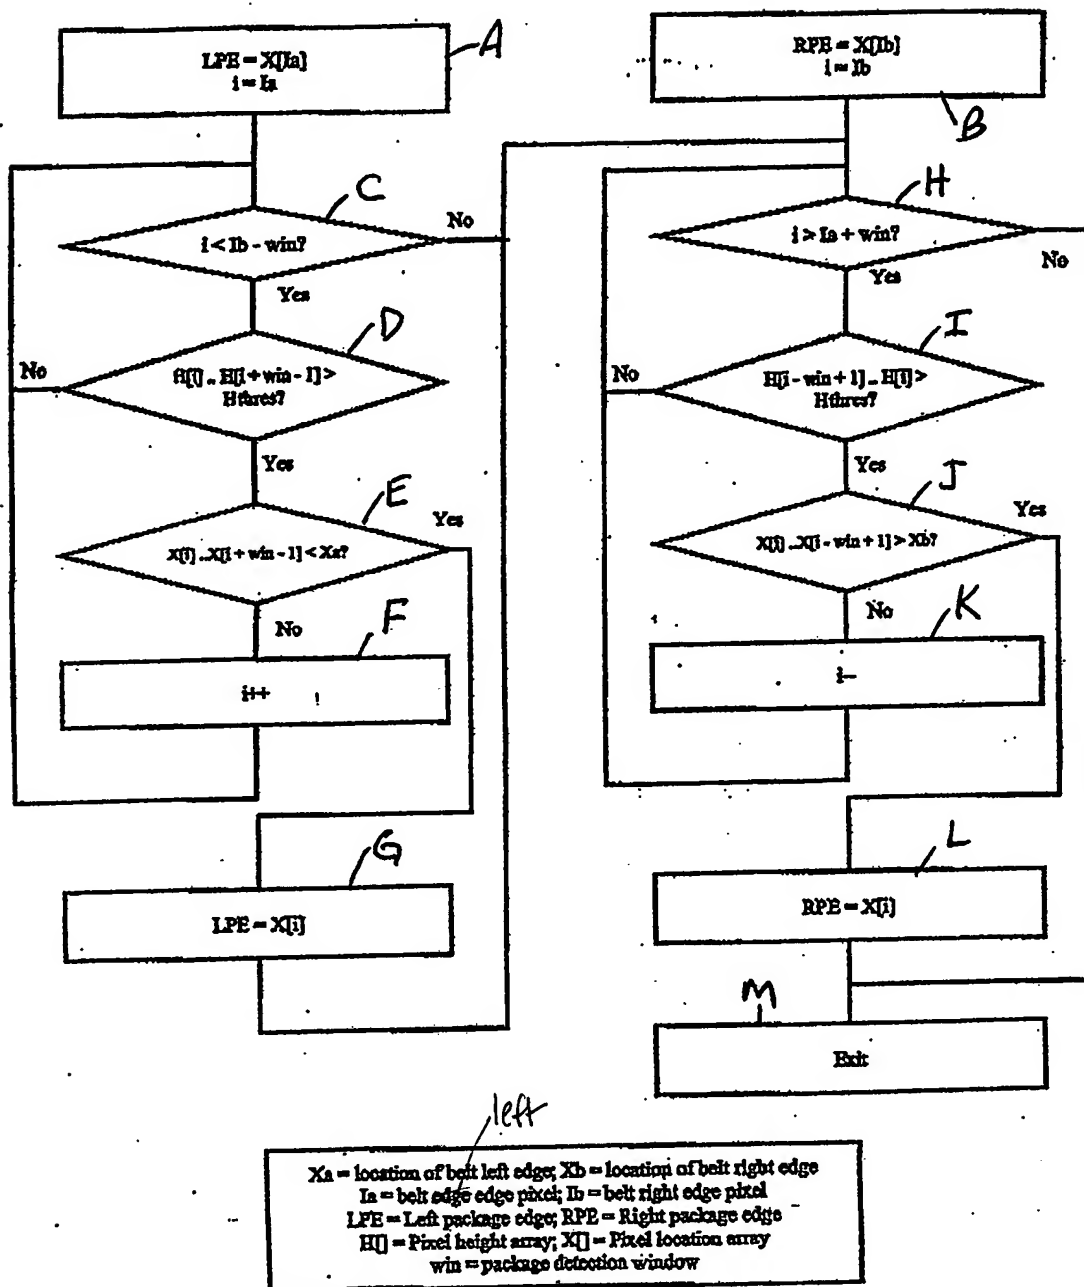 LPE = X[Ia]
i = Ia
A
C
i < Ib - win?
No
Yes
D
H[i] .. H[i + win - 1] >
Hthres?
No
Yes
E
X[i] ..X[i + win - 1] < Xa?
Yes
No
F
i++
G
LPE = X[i]
RPE = X[Ib]
i = Ib
B
H
i > Ia + win?
No
Yes
I
H[i - win + 1] .. H[i] >
Hthres?
No
Yes
J
X[i] ..X[i - win + 1] > Xb?
Yes
No
K
i--
L
RPE = X[i]
M
Exit
left
Xa = location of belt left edge; Xb = location of belt right edge
Ia = belt edge edge pixel; Ib = belt right edge pixel
LPE = Left package edge; RPE = Right package edge
H[] = Pixel height array; X[] = Pixel location array
win = package detection window